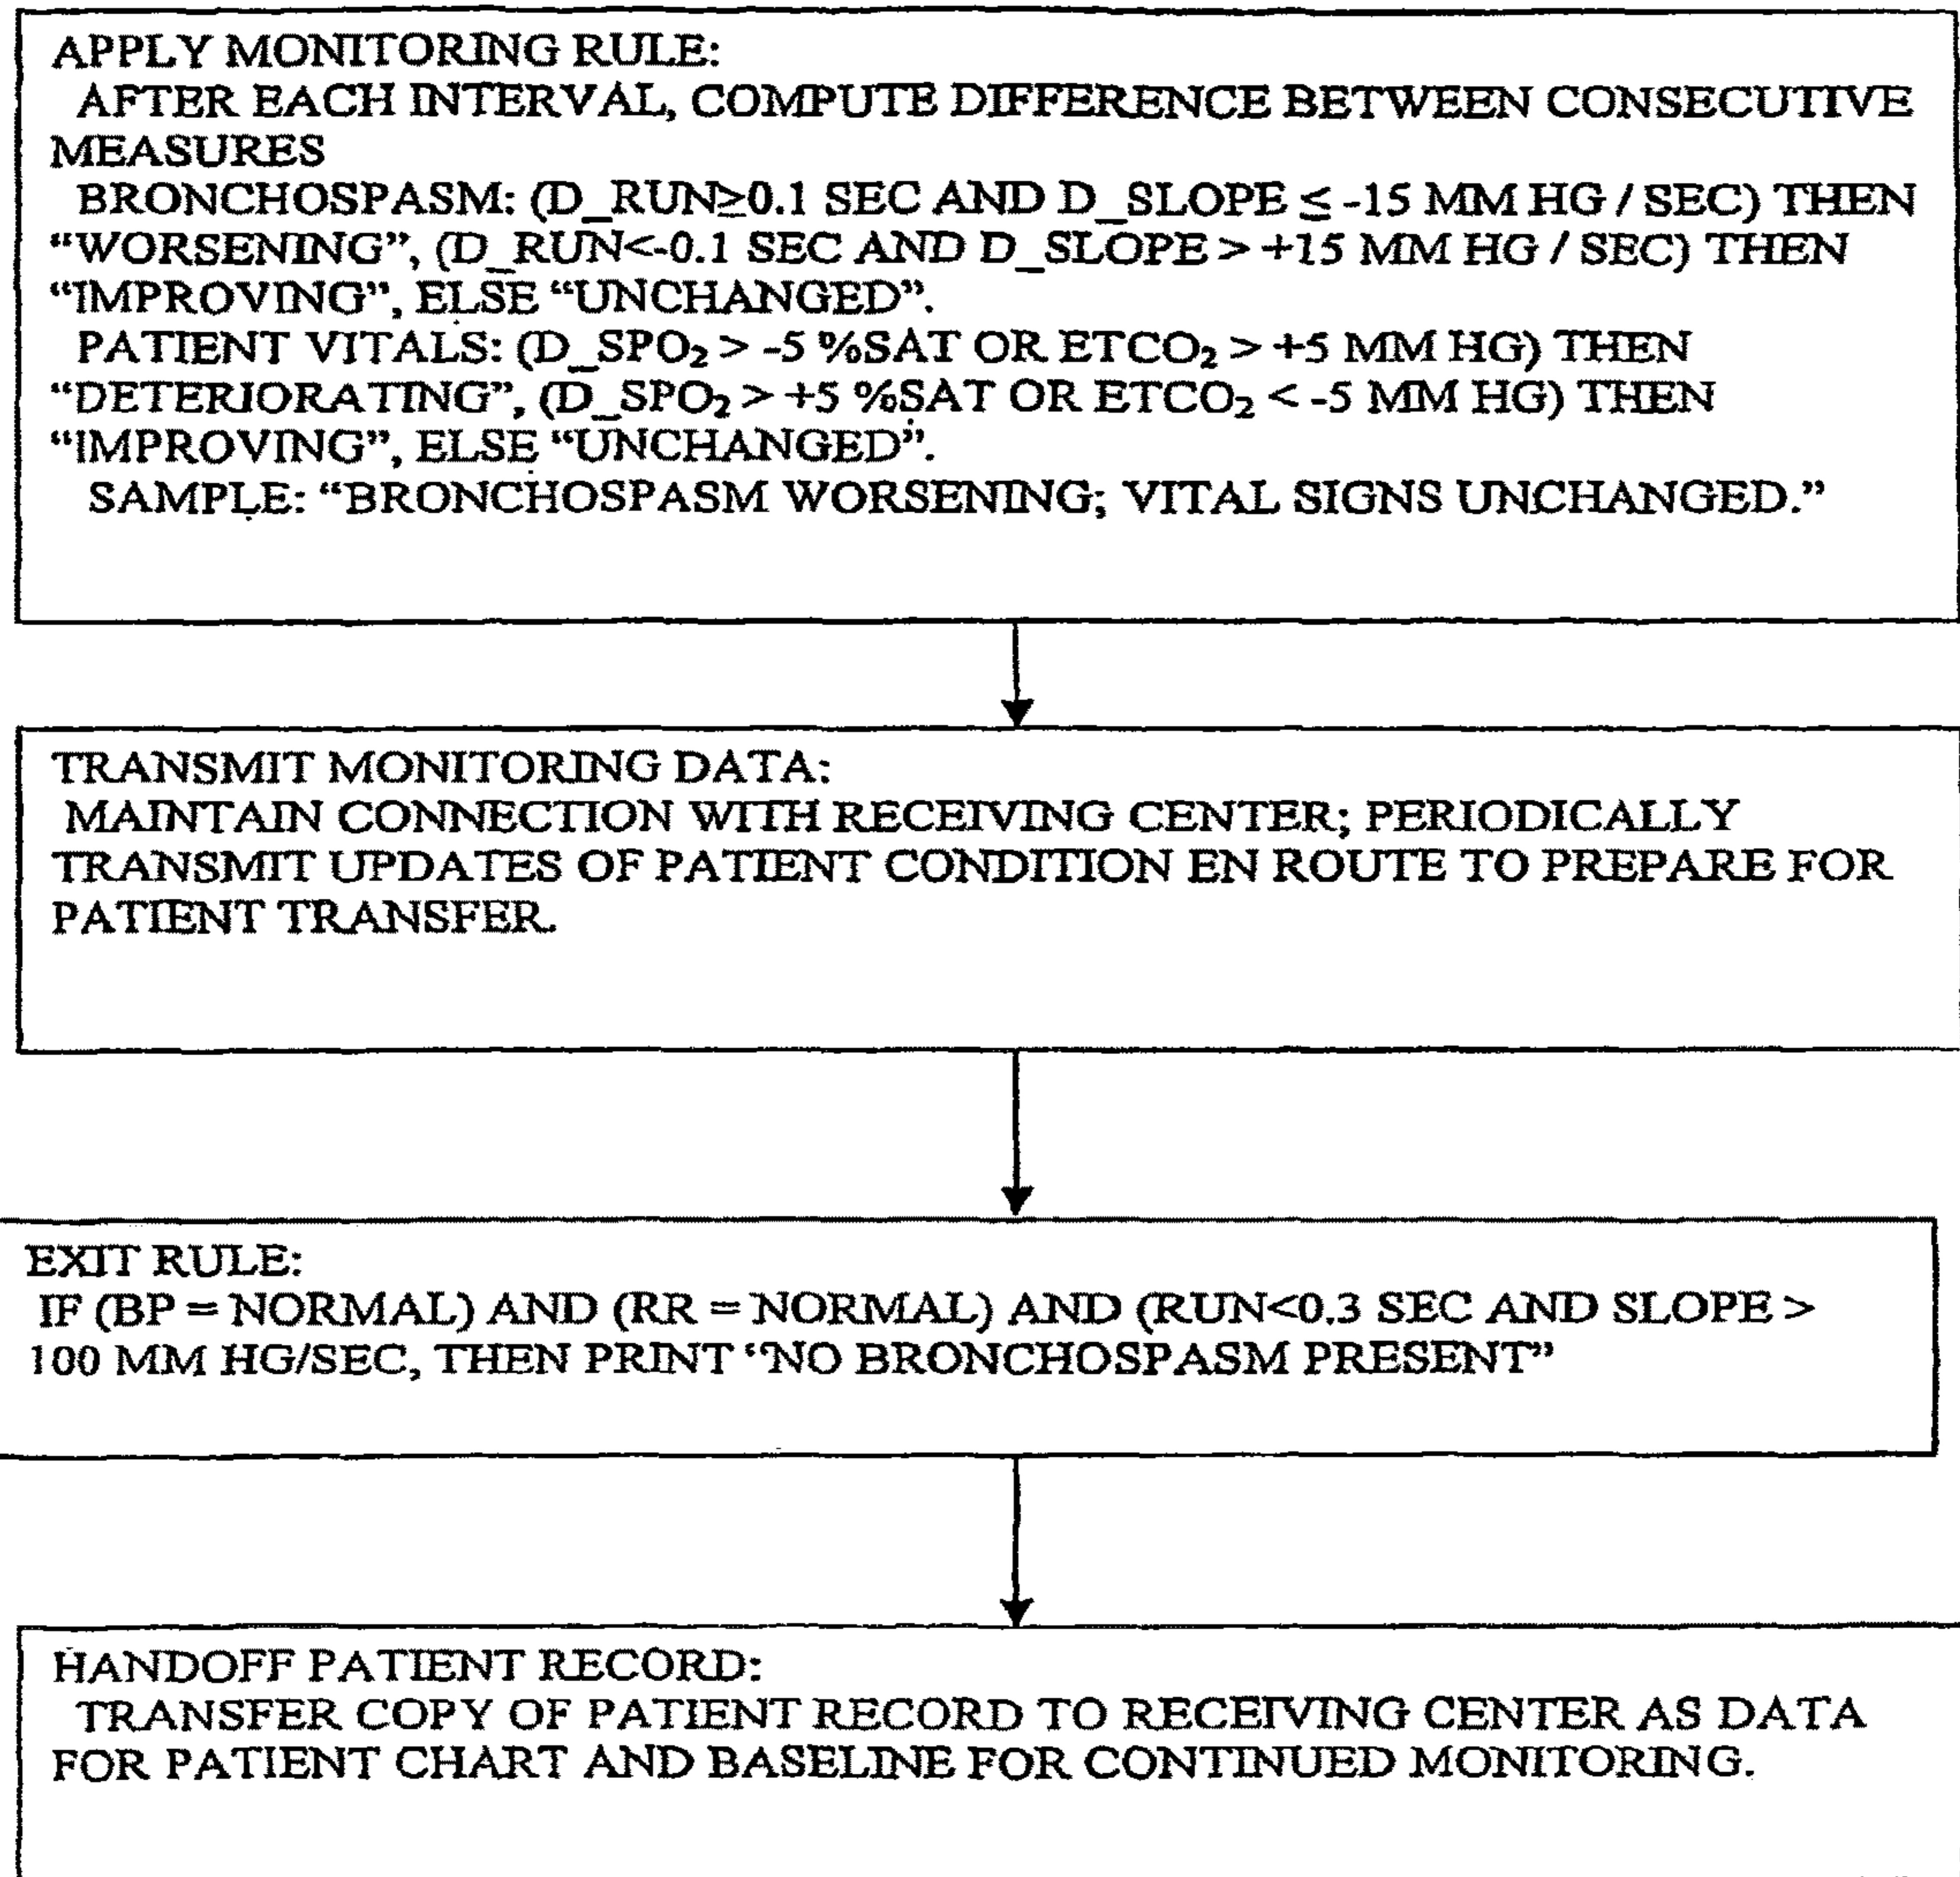 APPLY MONITORING RULE:
AFTER EACH INTERVAL, COMPUTE DIFFERENCE BETWEEN CONSECUTIVE
MEASURES
BRONCHOSPASM: (D_RUN≥0.1 SEC AND D_SLOPE ≤ -15 MM HG / SEC) THEN
“WORSENING”, (D_RUN<-0.1 SEC AND D_SLOPE > +15 MM HG / SEC) THEN
“IMPROVING”, ELSE “UNCHANGED”.
PATIENT VITALS: (D_SPO₂ > -5 %SAT OR ETCO₂ > +5 MM HG) THEN
“DETERIORATING”, (D_SPO₂ > +5 %SAT OR ETCO₂ < -5 MM HG) THEN
“IMPROVING”, ELSE “UNCHANGED”.
SAMPLE: “BRONCHOSPASM WORSENING; VITAL SIGNS UNCHANGED.”
TRANSMIT MONITORING DATA:
MAINTAIN CONNECTION WITH RECEIVING CENTER; PERIODICALLY
TRANSMIT UPDATES OF PATIENT CONDITION EN ROUTE TO PREPARE FOR
PATIENT TRANSFER.
EXIT RULE:
IF (BP = NORMAL) AND (RR = NORMAL) AND (RUN<0.3 SEC AND SLOPE >
100 MM HG/SEC, THEN PRINT “NO BRONCHOSPASM PRESENT”
HANDOFF PATIENT RECORD:
TRANSFER COPY OF PATIENT RECORD TO RECEIVING CENTER AS DATA
FOR PATIENT CHART AND BASELINE FOR CONTINUED MONITORING.